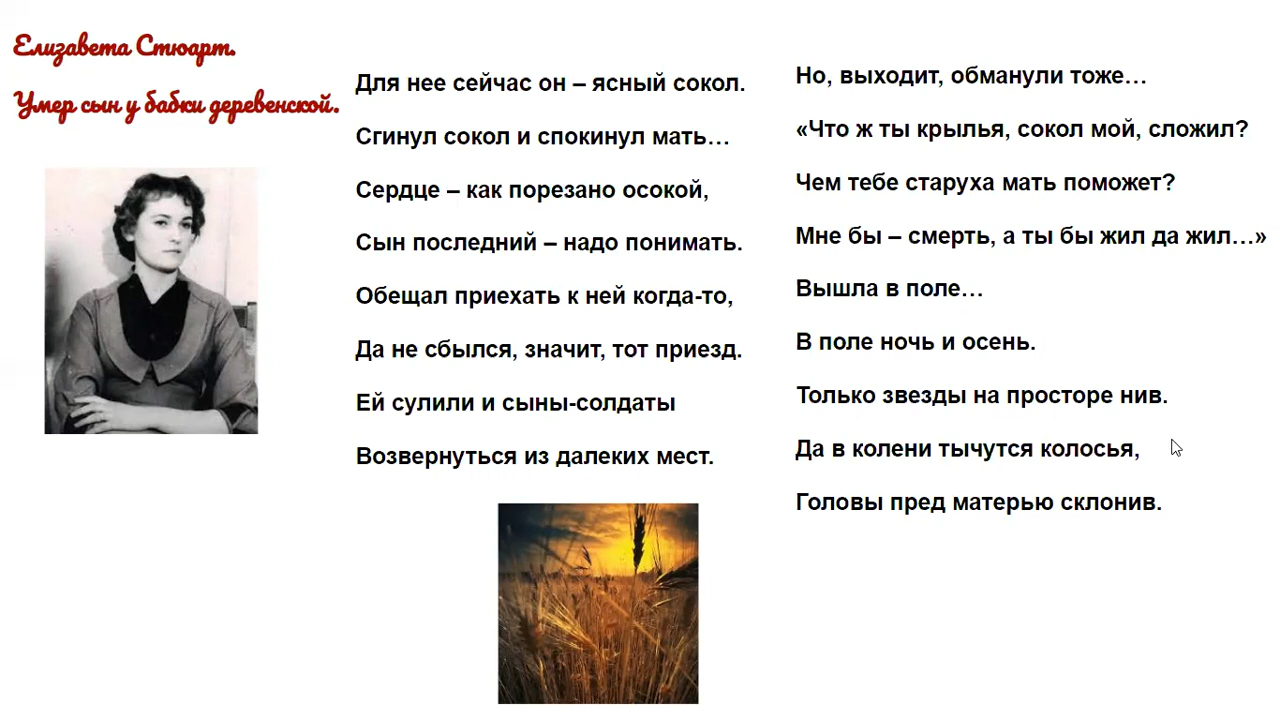 Елизавета Стюарт.
Умер сын у бабки деревенской.
Для нее сейчас он – ясный сокол.
Сгинул сокол и спокинул мать…
Сердце – как порезано осокой,
Сын последний – надо понимать.
Обещал приехать к ней когда-то,
Да не сбылся, значит, тот приезд.
Ей сулили и сыны-солдаты
Возвернуться из далеких мест.
Но, выходит, обманули тоже…
«Что ж ты крылья, сокол мой, сложил?
Чем тебе старуха мать поможет?
Мне бы – смерть, а ты бы жил да жил…»
Вышла в поле…
В поле ночь и осень.
Только звезды на просторе нив.
Да в колени тычутся колосья,
Головы пред матерью склонив.